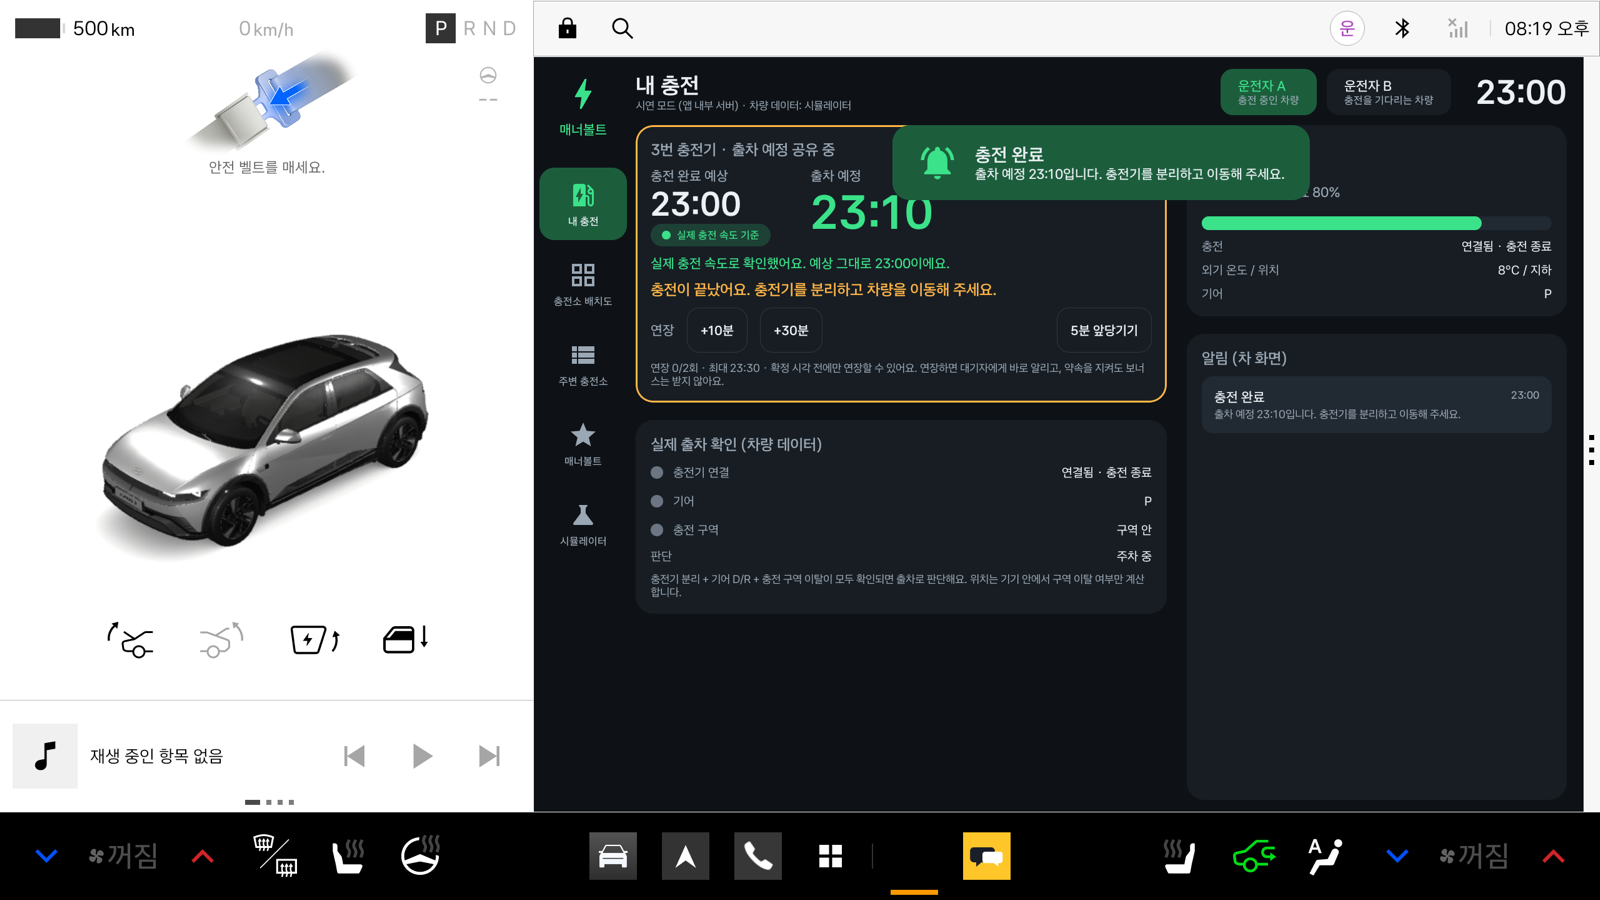 500 km
0 km/h
P R N D
안전 벨트를 매세요.
--
재생 중인 항목 없음
운
08:19 오후
매너볼트
내 충전
충전소 배치도
주변 충전소
매너볼트
시뮬레이터
내 충전
시연 모드 (앱 내부 서버) · 차량 데이터: 시뮬레이터
운전자 A
충전 중인 차량
운전자 B
충전을 기다리는 차량
23:00
충전 완료
출차 예정 23:10입니다. 충전기를 분리하고 이동해 주세요.
3번 충전기 · 출차 예정 공유 중
충전 완료 예상
출차 예정
23:00
23:10
실제 충전 속도 기준
실제 충전 속도로 확인했어요. 예상 그대로 23:00이에요.
충전이 끝났어요. 충전기를 분리하고 차량을 이동해 주세요.
연장
+10분
+30분
5분 앞당기기
연장 0/2회 · 최대 23:30 · 확정 시각 전에만 연장할 수 있어요. 연장하면 대기자에게 바로 알리고, 약속을 지켜도 보너
스는 받지 않아요.
실제 출차 확인 (차량 데이터)
충전기 연결
연결됨 · 충전 종료
기어
P
충전 구역
구역 안
판단
주차 중
충전기 분리 + 기어 D/R + 충전 구역 이탈이 모두 확인되면 출차로 판단해요. 위치는 기기 안에서 구역 이탈 여부만 계산
합니다.
80%
충전
연결됨 · 충전 종료
외기 온도 / 위치
8°C / 지하
기어
P
알림 (차 화면)
충전 완료
23:00
출차 예정 23:10입니다. 충전기를 분리하고 이동해 주세요.
꺼짐
A
꺼짐